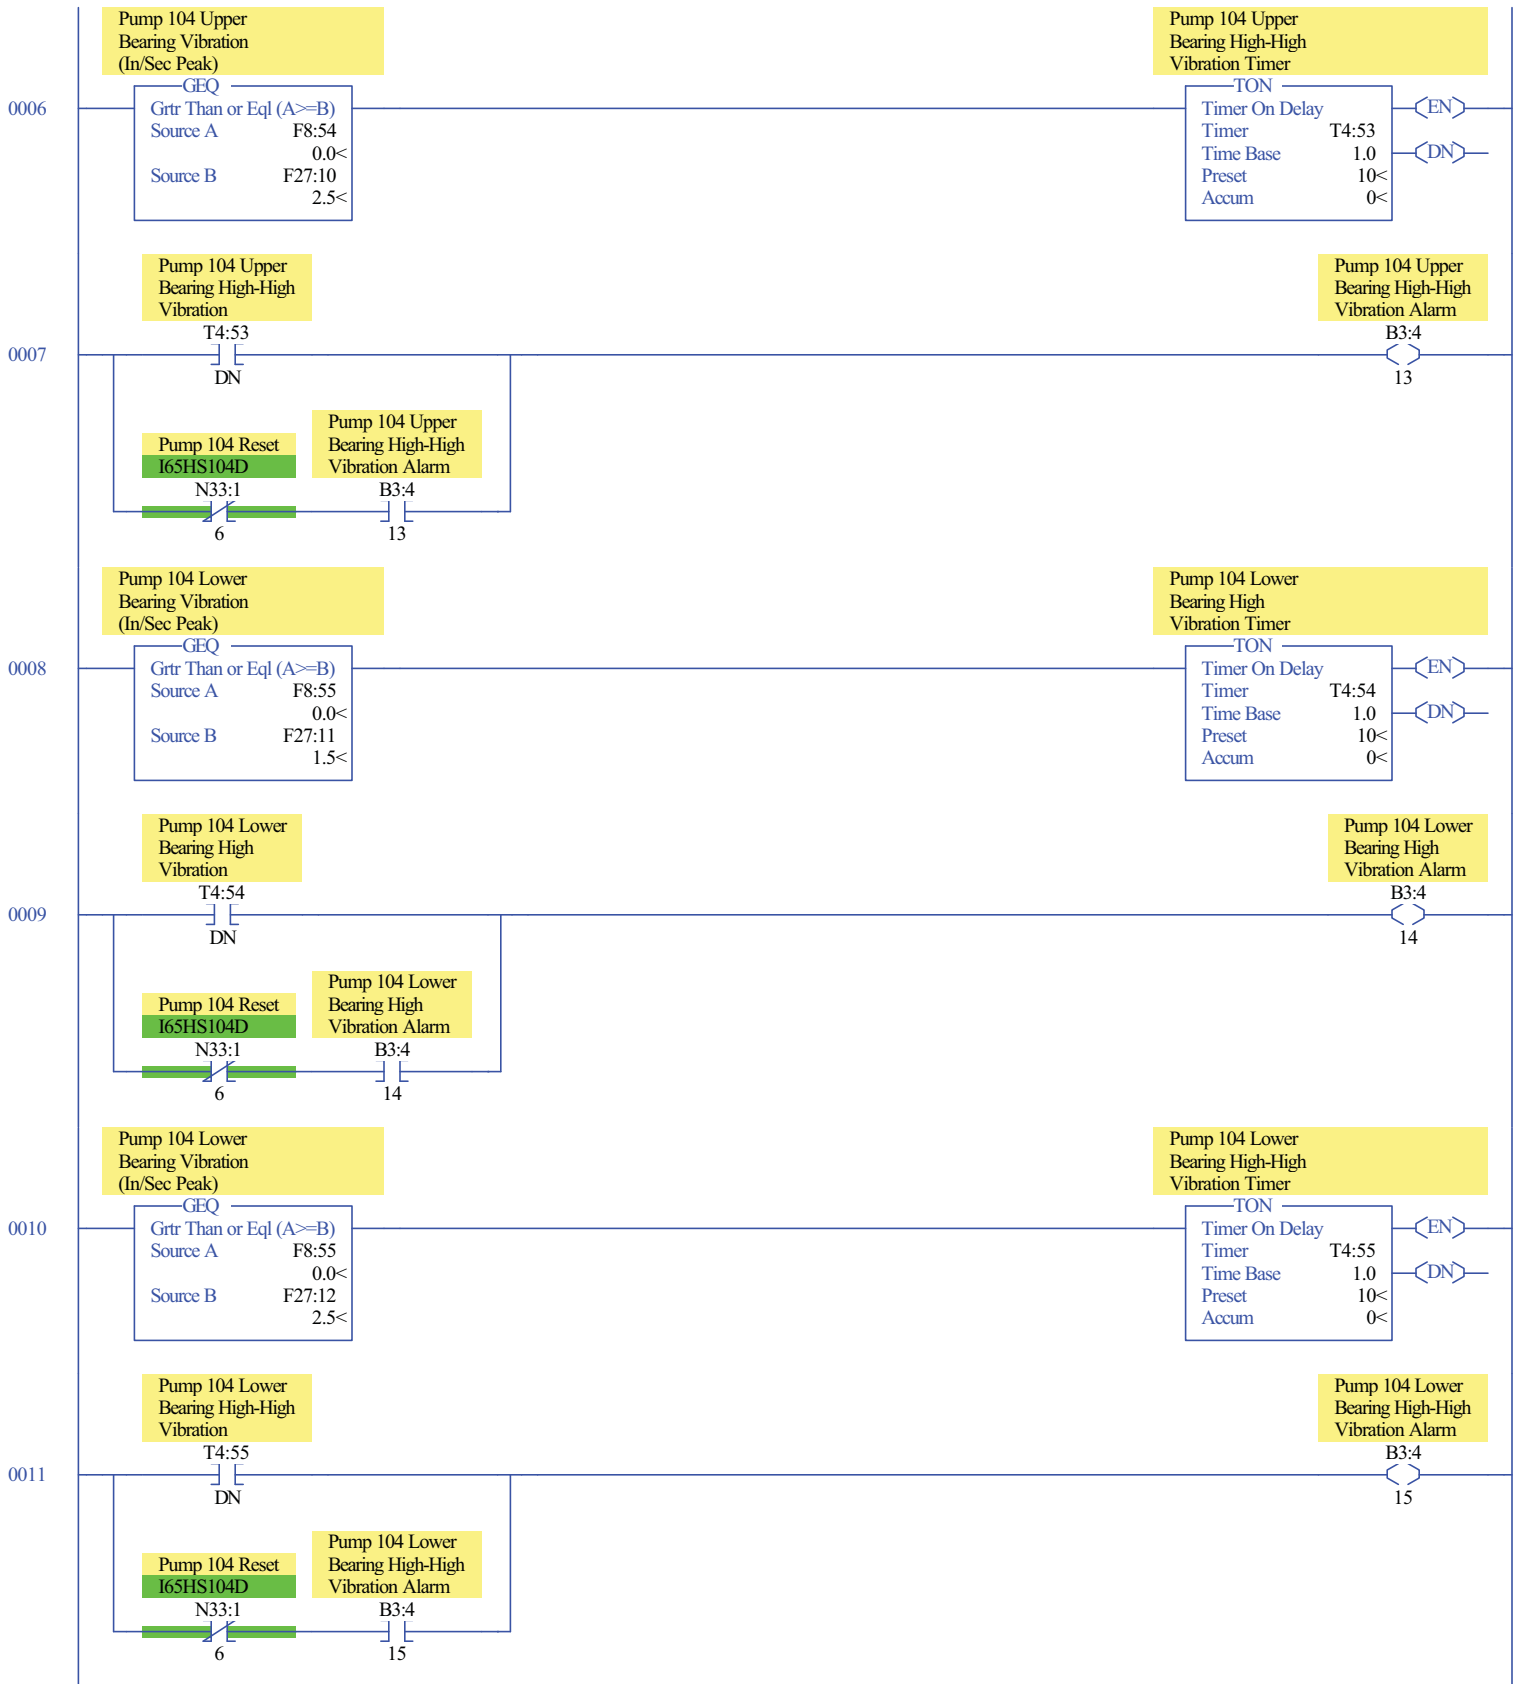 Pump 104 Upper
Bearing Vibration
(In/Sec Peak)
Pump 104 Upper
Bearing High-High
Vibration Timer
0006
GEQ
Grtr Than or Eql (A>=B)
Source A F8:54
0.0<
Source B F27:10
2.5<
TON
Timer On Delay
Timer T4:53
Time Base 1.0
Preset 10<
Accum 0<
EN
DN
Pump 104 Upper
Bearing High-High
Vibration
T4:53
DN
Pump 104 Upper
Bearing High-High
Vibration Alarm
B3:4
13
0007
Pump 104 Reset
I65HS104D
N33:1
6
Pump 104 Upper
Bearing High-High
Vibration Alarm
B3:4
13
Pump 104 Lower
Bearing Vibration
(In/Sec Peak)
Pump 104 Lower
Bearing High
Vibration Timer
0008
GEQ
Grtr Than or Eql (A>=B)
Source A F8:55
0.0<
Source B F27:11
1.5<
TON
Timer On Delay
Timer T4:54
Time Base 1.0
Preset 10<
Accum 0<
EN
DN
Pump 104 Lower
Bearing High
Vibration
T4:54
DN
Pump 104 Lower
Bearing High
Vibration Alarm
B3:4
14
0009
Pump 104 Reset
I65HS104D
N33:1
6
Pump 104 Lower
Bearing High
Vibration Alarm
B3:4
14
Pump 104 Lower
Bearing Vibration
(In/Sec Peak)
Pump 104 Lower
Bearing High-High
Vibration Timer
0010
GEQ
Grtr Than or Eql (A>=B)
Source A F8:55
0.0<
Source B F27:12
2.5<
TON
Timer On Delay
Timer T4:55
Time Base 1.0
Preset 10<
Accum 0<
EN
DN
Pump 104 Lower
Bearing High-High
Vibration
T4:55
DN
Pump 104 Lower
Bearing High-High
Vibration Alarm
B3:4
15
0011
Pump 104 Reset
I65HS104D
N33:1
6
Pump 104 Lower
Bearing High-High
Vibration Alarm
B3:4
15